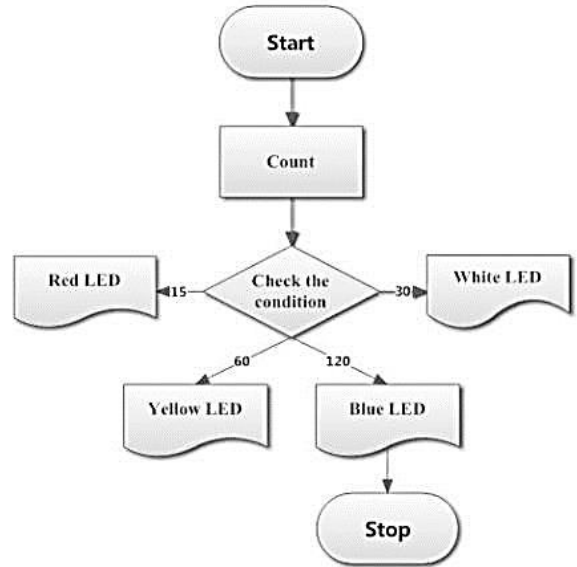 Start
Count
Check the
condition
Red LED
15
30
White LED
60
120
Yellow LED
Blue LED
Stop